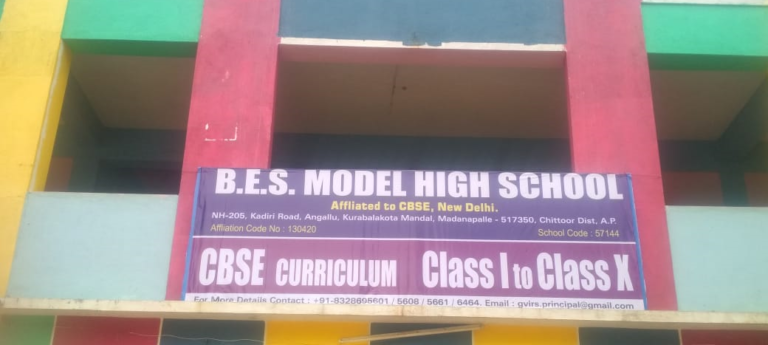 B.E.S. MODEL HIGH SCHOOL
Affliated to CBSE, New Delhi.
NH-205, Kadiri Road, Angallu, Kurabalakota Mandal, Madanapalle - 517350, Chittoor Dist, A.P.
Affliation Code No : 130420
School Code : 57144
CBSE CURRICULUM Class I to Class X
For More Details Contact : +91-8328695601 / 5608 / 5661 / 6464. Email : gvirs.principal@gmail.com